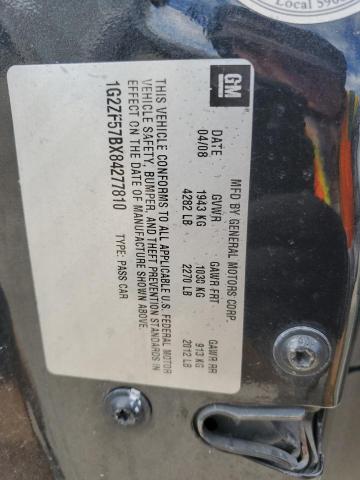 Local 5960
GM
MFD BY GENERAL MOTORS CORP.
DATE GVWR GAWR FRT GAWR RR
04/08 1943 KG 1030 KG 913 KG
4282 LB 2270 LB 2012 LB
THIS VEHICLE CONFORMS TO ALL APPLICABLE U.S. FEDERAL MOTOR
VEHICLE SAFETY, BUMPER, AND THEFT PREVENTION STANDARDS IN
EFFECT ON THE DATE OF MANUFACTURE SHOWN ABOVE.
1G2ZF57BX84277810 TYPE: PASS CAR